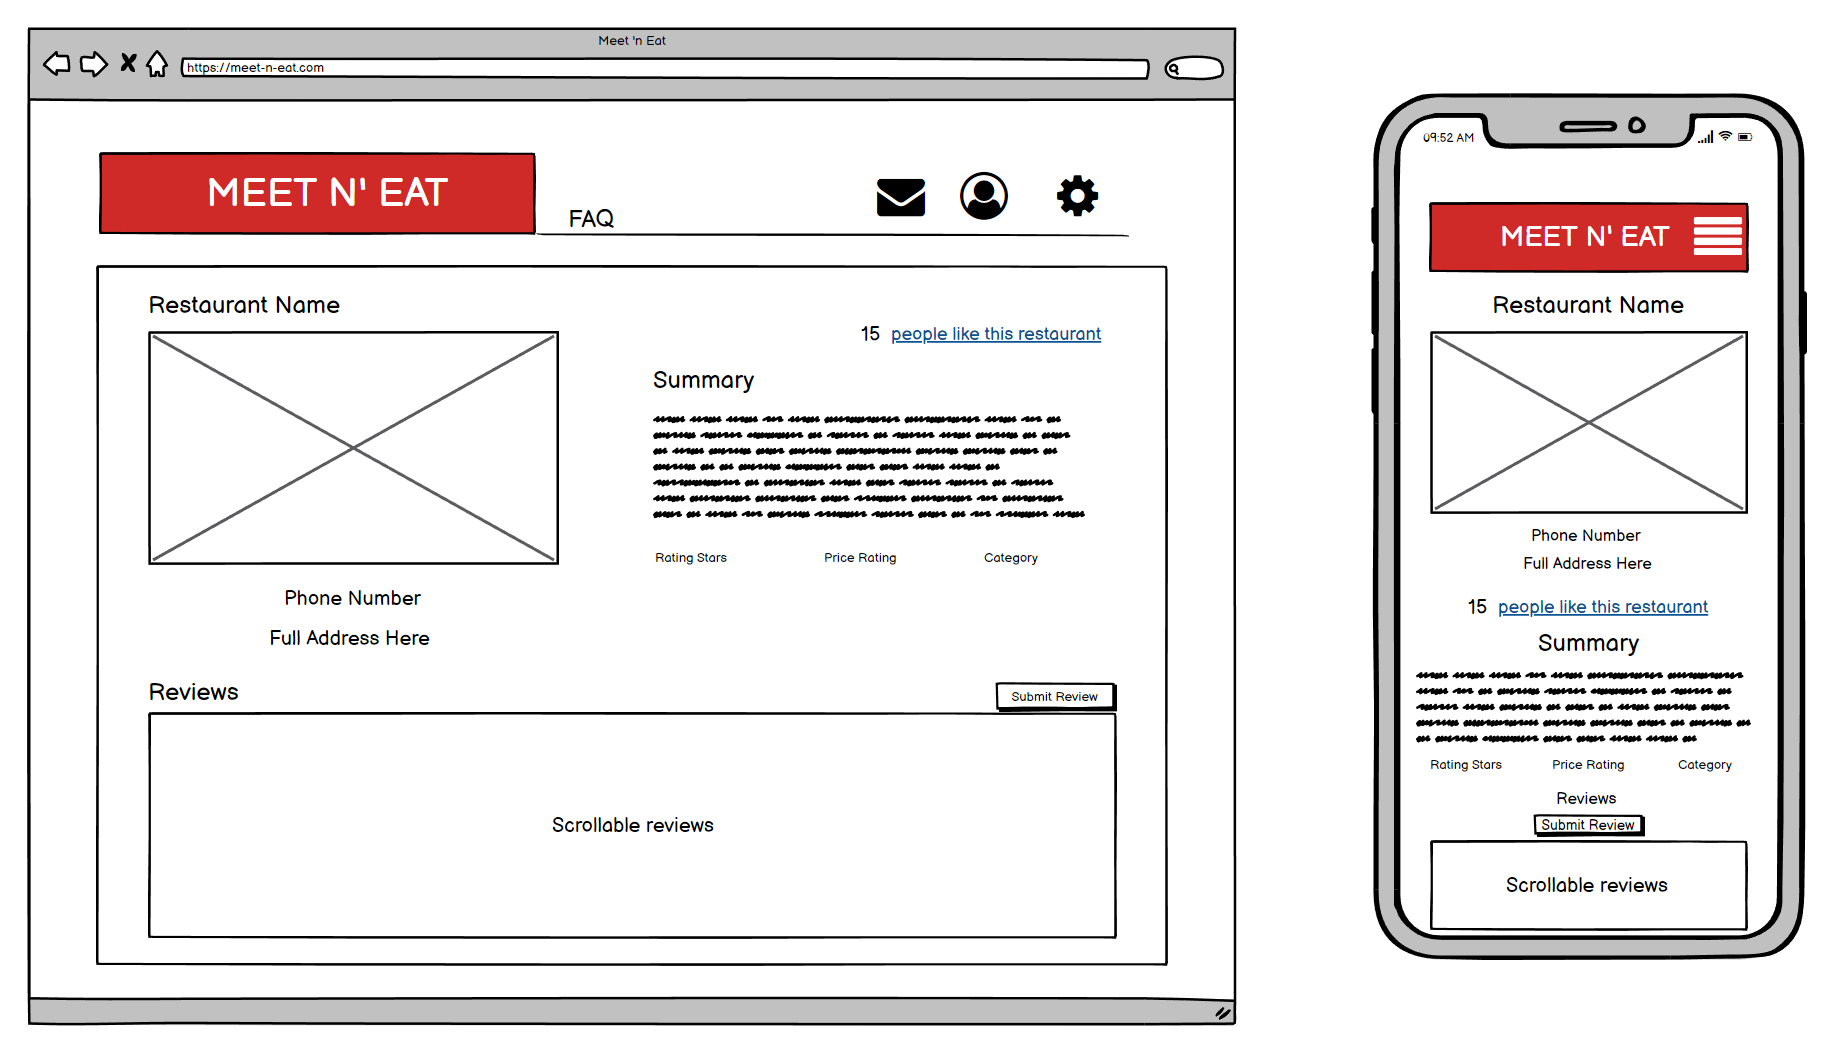 Meet 'n Eat
https://meet-n-eat.com
MEET N' EAT
FAQ
Restaurant Name
15 people like this restaurant
Summary
Rating Stars Price Rating Category
Phone Number
Full Address Here
Reviews
Submit Review
Scrollable reviews
09:52 AM
MEET N' EAT
Restaurant Name
Phone Number
Full Address Here
15 people like this restaurant
Summary
Rating Stars Price Rating Category
Reviews
Submit Review
Scrollable reviews